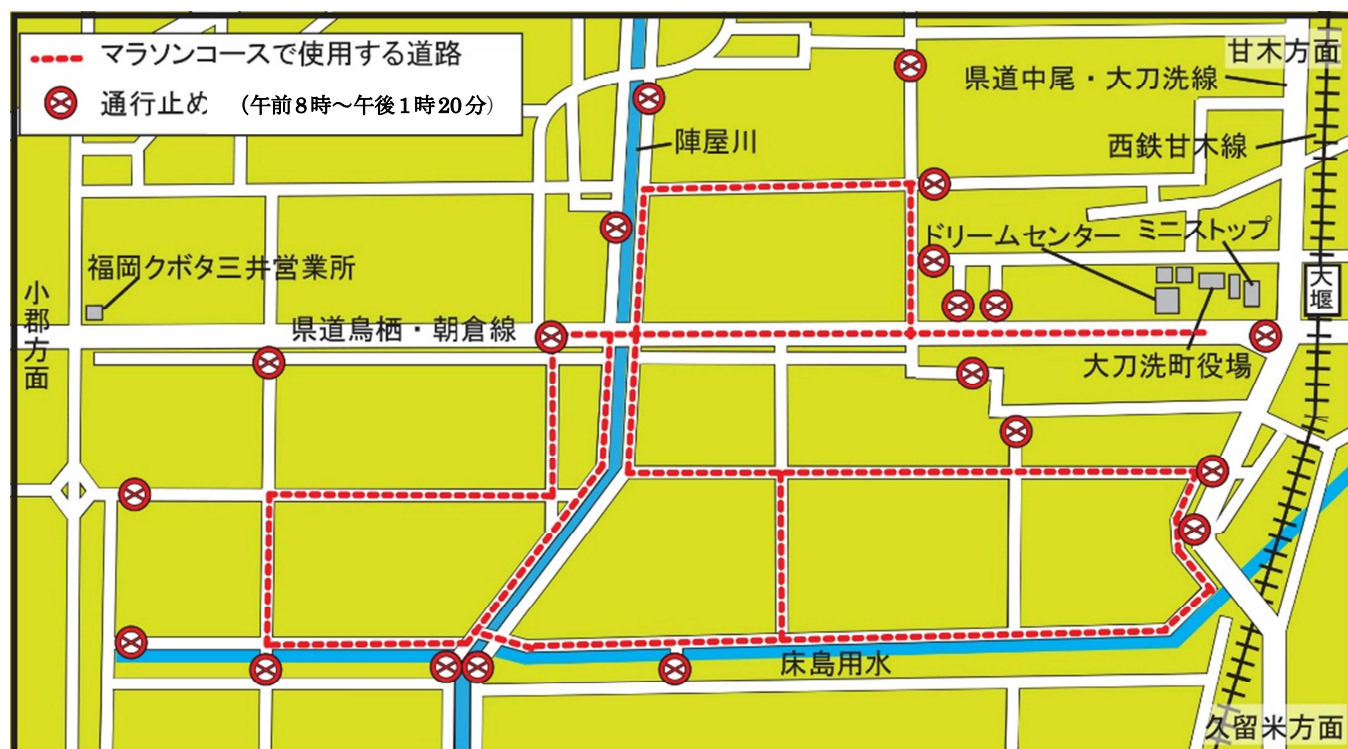 マラソンコースで使用する道路
通行止め (午前8時～午後1時20分)
甘木方面
県道中尾・大刀洗線
西鉄甘木線
陣屋川
ドリームセンター
ミニストップ
福岡クボタ三井営業所
小郡方面
県道鳥栖・朝倉線
大堰
大刀洗町役場
床島用水
久留米方面